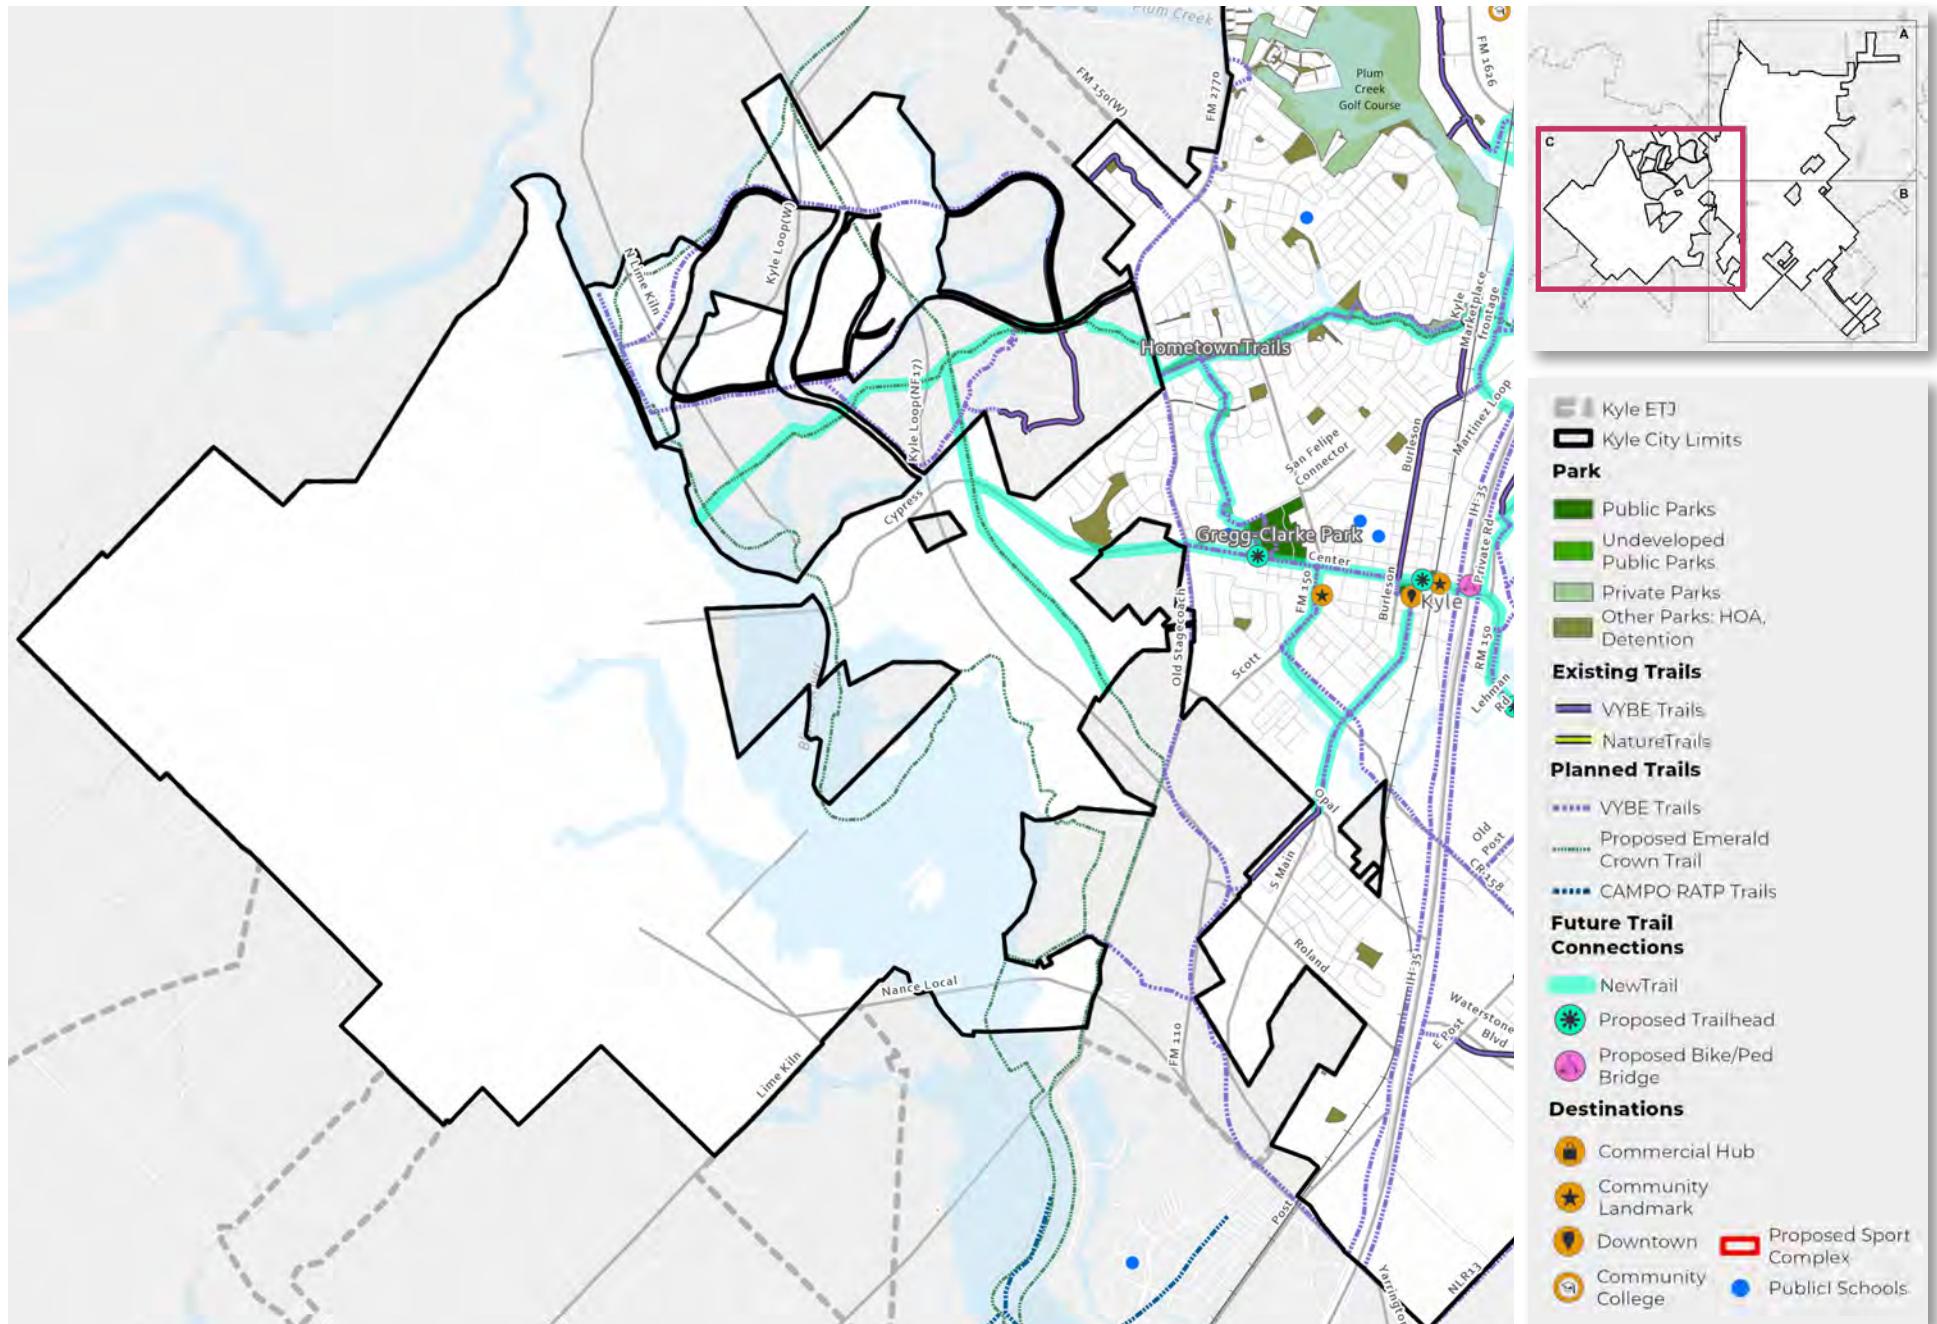 Plum Creek
FM 150(W)
FM 2770
Plum
Creek
Golf Course
FM 1626
N Lime Kiln
Kyle Loop(W)
Kyle Loop(NF17)
Hometown Trails
Kyle
Marketplace
frontage
Martinez Loop
San Felipe
Connector
Burleson
IH-35
Private Rd
Cypress
Gregg-Clarke Park
Center
FM 150
Burleson
Kyle
RM 150
Lehman
Rd
Old Stagecoach
Scott
Opal
S Main
Old
Post
CR 158
Roland
IH-35
Nance Local
Waterstone
Blvd
E Post
FM 110
Lime Kiln
Post
Yarrington
NLR13
A
B
C
Kyle ETJ
Kyle City Limits
Park
Public Parks
Undeveloped
Public Parks
Private Parks
Other Parks: HOA,
Detention
Existing Trails
VYBE Trails
NatureTrails
Planned Trails
VYBE Trails
Proposed Emerald
Crown Trail
CAMPO RATP Trails
Future Trail
Connections
NewTrail
Proposed Trailhead
Proposed Bike/Ped
Bridge
Destinations
Commercial Hub
Community
Landmark
Downtown
Proposed Sport
Complex
Community
College
Publicl Schools